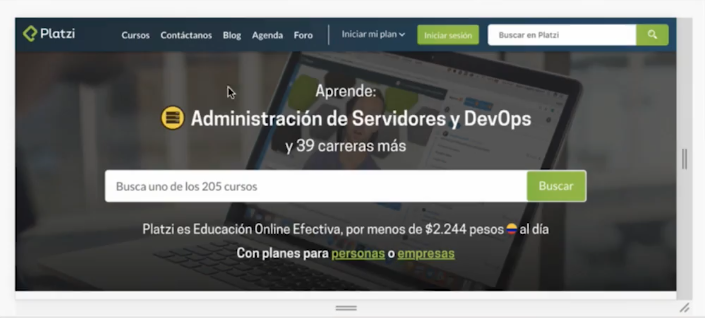 Platzi
Cursos Contáctanos Blog Agenda Foro Iniciar mi plan Iniciar sesión Buscar en Platzi
Aprende:
Administración de Servidores y DevOps
y 39 carreras más
Busca uno de los 205 cursos Buscar
Platzi es Educación Online Efectiva, por menos de $2.244 pesos al día
Con planes para personas o empresas